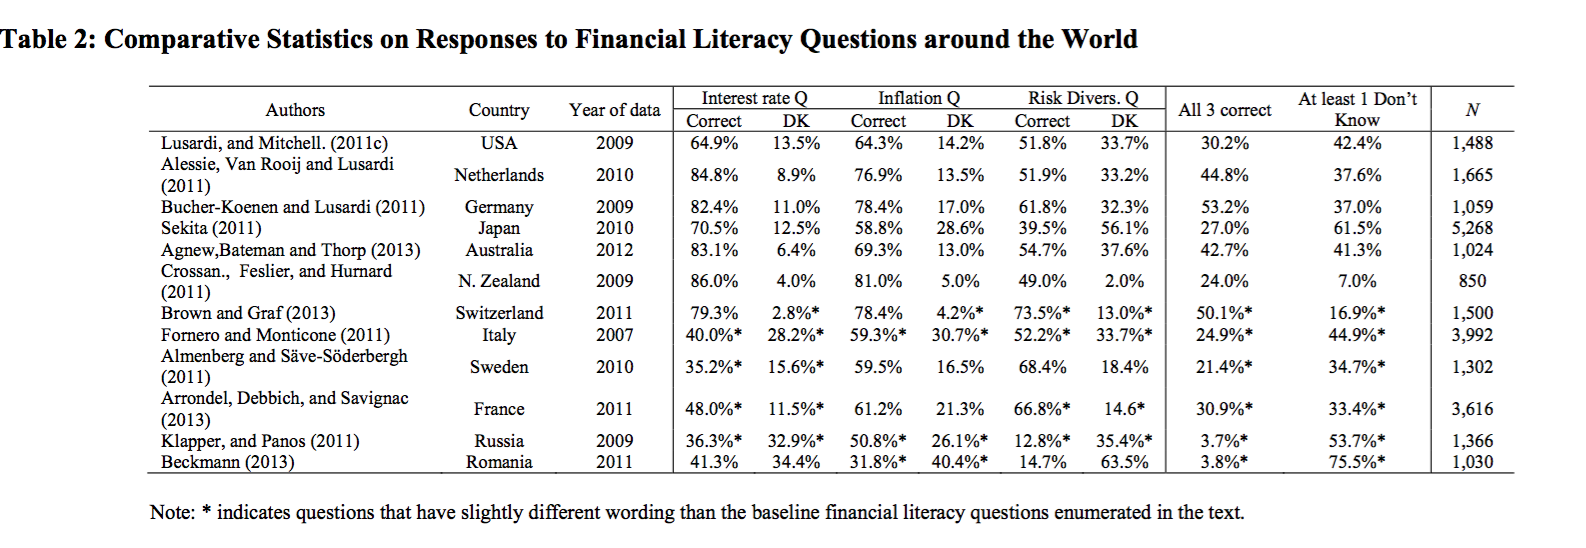 Table 2: Comparative Statistics on Responses to Financial Literacy Questions around the World
Authors Country Year of data Interest rate Q Inflation Q Risk Divers. Q All 3 correct At least 1 Don't Know N
Correct DK Correct DK Correct DK
Lusardi, and Mitchell. (2011c) USA 2009 64.9% 13.5% 64.3% 14.2% 51.8% 33.7% 30.2% 42.4% 1,488
Alessie, Van Rooij and Lusardi
(2011) Netherlands 2010 84.8% 8.9% 76.9% 13.5% 51.9% 33.2% 44.8% 37.6% 1,665
Bucher-Koenen and Lusardi (2011) Germany 2009 82.4% 11.0% 78.4% 17.0% 61.8% 32.3% 53.2% 37.0% 1,059
Sekita (2011) Japan 2010 70.5% 12.5% 58.8% 28.6% 39.5% 56.1% 27.0% 61.5% 5,268
Agnew,Bateman and Thorp (2013) Australia 2012 83.1% 6.4% 69.3% 13.0% 54.7% 37.6% 42.7% 41.3% 1,024
Crossan., Feslier, and Hurnard
(2011) N. Zealand 2009 86.0% 4.0% 81.0% 5.0% 49.0% 2.0% 24.0% 7.0% 850
Brown and Graf (2013) Switzerland 2011 79.3% 2.8%* 78.4% 4.2%* 73.5%* 13.0%* 50.1%* 16.9%* 1,500
Fornero and Monticone (2011) Italy 2007 40.0%* 28.2%* 59.3%* 30.7%* 52.2%* 33.7%* 24.9%* 44.9%* 3,992
Almenberg and Säve-Söderbergh
(2011) Sweden 2010 35.2%* 15.6%* 59.5% 16.5% 68.4% 18.4% 21.4%* 34.7%* 1,302
Arrondel, Debbich, and Savignac
(2013) France 2011 48.0%* 11.5%* 61.2% 21.3% 66.8%* 14.6* 30.9%* 33.4%* 3,616
Klapper, and Panos (2011) Russia 2009 36.3%* 32.9%* 50.8%* 26.1%* 12.8%* 35.4%* 3.7%* 53.7%* 1,366
Beckmann (2013) Romania 2011 41.3% 34.4% 31.8%* 40.4%* 14.7% 63.5% 3.8%* 75.5%* 1,030
Note: * indicates questions that have slightly different wording than the baseline financial literacy questions enumerated in the text.